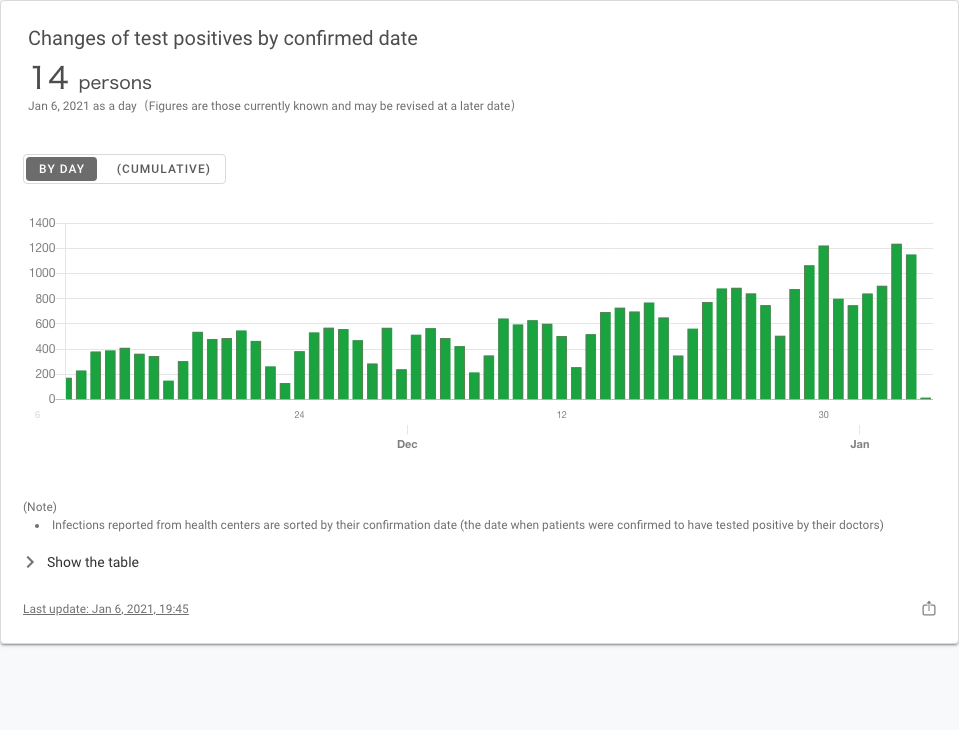 Changes of test positives by confirmed date
14 persons
Jan 6, 2021 as a day（Figures are those currently known and may be revised at a later date）
BY DAY (CUMULATIVE)
1400
1200
1000
800
600
400
200
0
6 24 12 30
Dec Jan
(Note)
• Infections reported from health centers are sorted by their confirmation date (the date when patients were confirmed to have tested positive by their doctors)
Show the table
Last update: Jan 6, 2021, 19:45